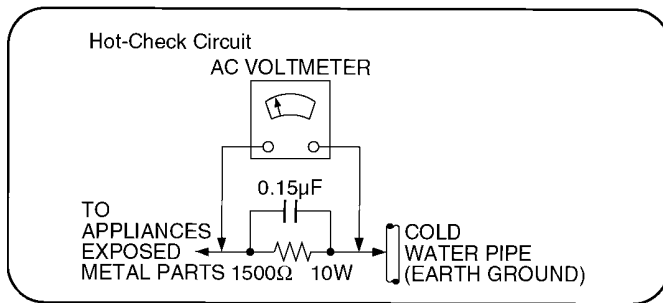 Hot-Check Circuit
AC VOLTMETER
0.15µF
TO
APPLIANCES
EXPOSED
METAL PARTS
1500Ω 10W
COLD
WATER PIPE
(EARTH GROUND)